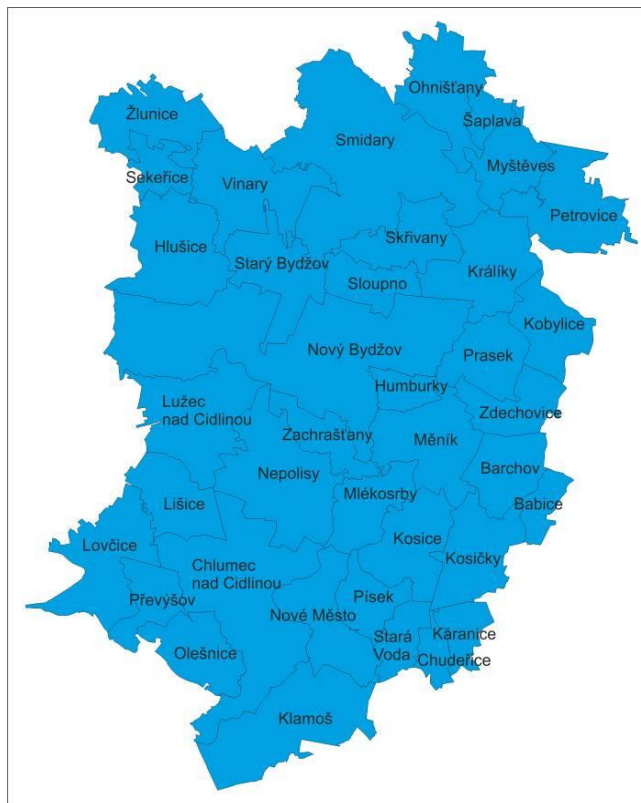 Ohnišťany
Žlunice
Šaplava
Smidary
Myštěves
Sekeřice
Vinary
Petrovice
Skřivany
Hlušice
Starý Bydžov
Králíky
Sloupno
Kobylice
Nový Bydžov
Prasek
Humburky
Lužec
nad Cidlinou
Zdechovice
Zachrašťany
Měník
Nepolisy
Barchov
Mlékosrby
Lišice
Babice
Kosice
Lovčice
Kosičky
Chlumec
nad Cidlinou
Převýšov
Písek
Nové Město
Stará
Voda
Káranice
Olešnice
Chudeřice
Klamoš